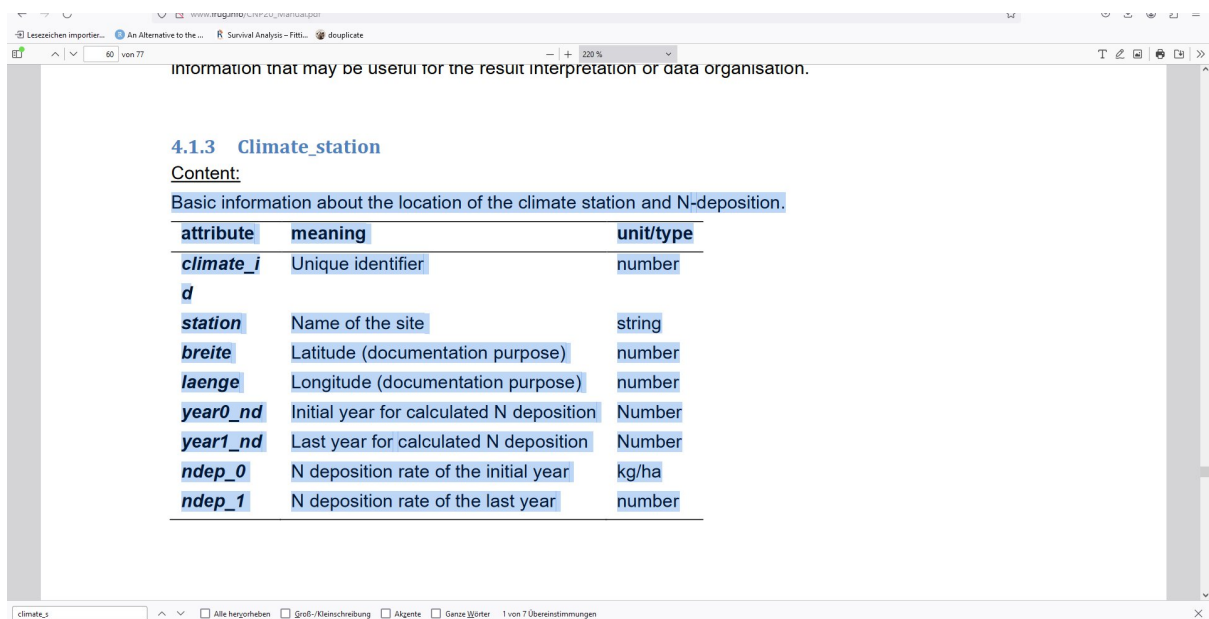 www.frug.info/CNP20_Manual.pdf
Lesezeichen importier... An Alternative to the ... Survival Analysis – Fitti... douplicate
60 von 77 − + 220 %
information that may be useful for the result interpretation or data organisation.
4.1.3 Climate_station
Content:
Basic information about the location of the climate station and N-deposition.
attribute meaning unit/type
climate_i Unique identifier number
d
station Name of the site string
breite Latitude (documentation purpose) number
laenge Longitude (documentation purpose) number
year0_nd Initial year for calculated N deposition Number
year1_nd Last year for calculated N deposition Number
ndep_0 N deposition rate of the initial year kg/ha
ndep_1 N deposition rate of the last year number
climate_s Alle hervorheben Groß-/Kleinschreibung Akzente Ganze Wörter 1 von 7 Übereinstimmungen